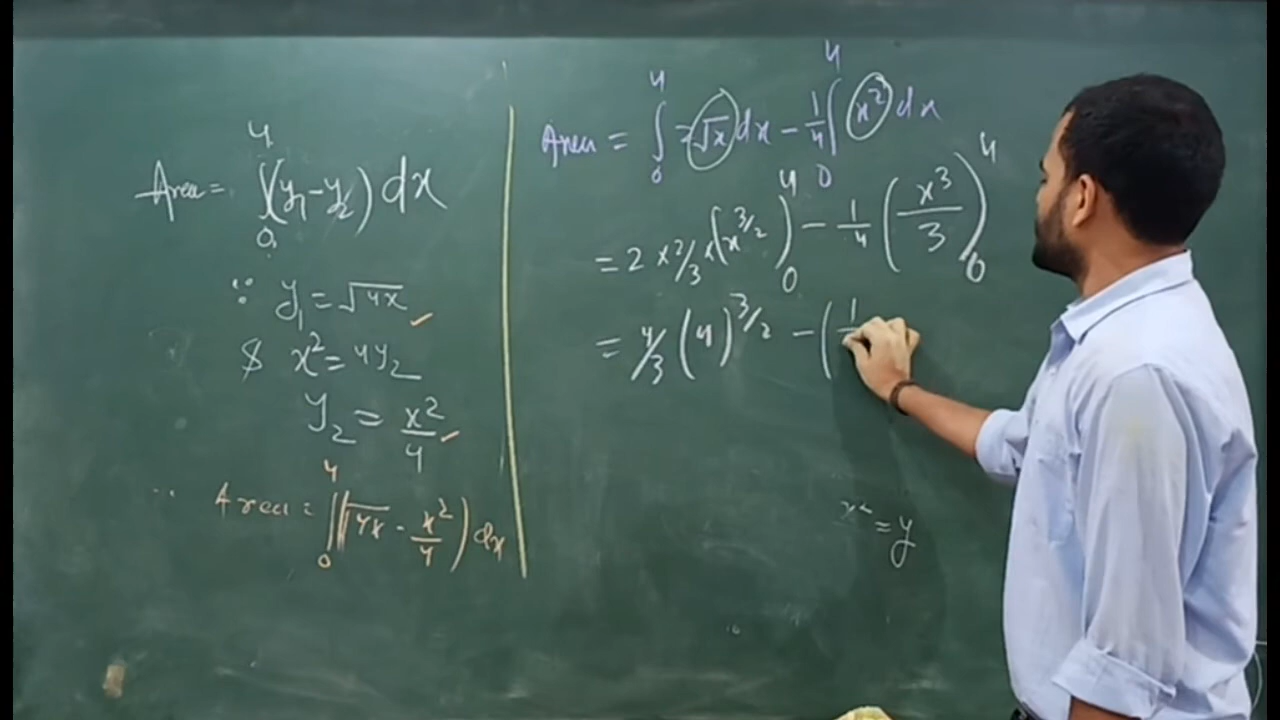 Area = ∫₀⁴ (y₁ - y₂) dx
∵ y₁ = √4x ✓
$ x² = 4y₂
y₂ = x²/4 ✓
∴ Area = ∫₀⁴ (√4x - x²/4) dx
Area = ∫₀⁴ 2√x dx - 1/4 ∫₀⁴ x² dx
= 2 × 2/3 × (x^3/2)₀⁴ - 1/4 (x³/3)₀⁴
= 4/3 (4)^3/2 - (1
x² = y